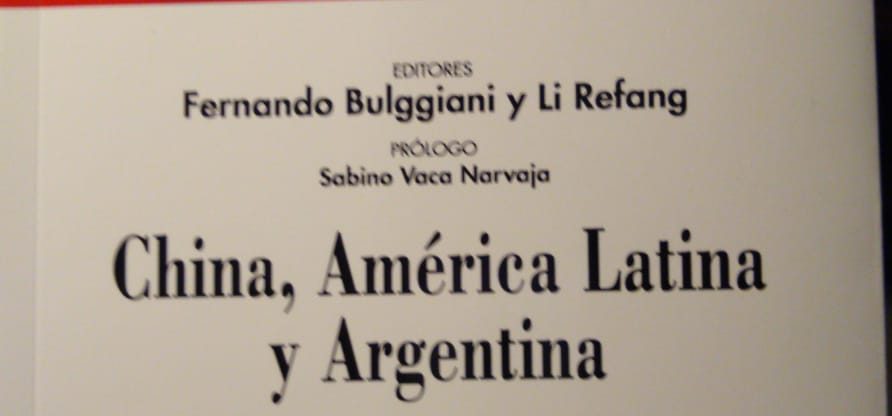 EDITORES
Fernando Bulggiani y Li Refang
PRÓLOGO
Sabino Vaca Narvaja
China, América Latina
y Argentina